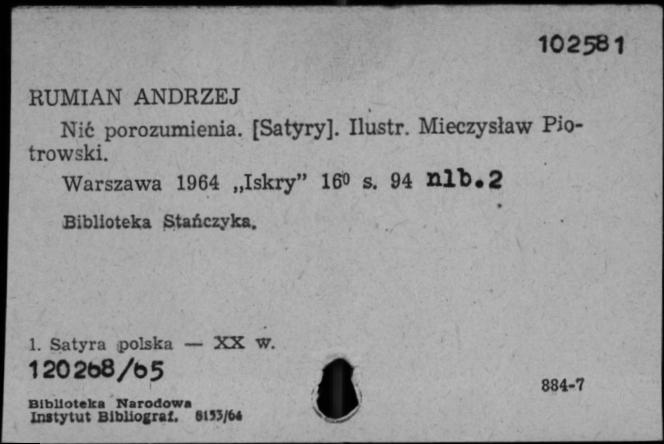 102581
RUMIAN ANDRZEJ
Nić porozumienia. [Satyry]. Ilustr. Mieczysław Pio-
trowski.
Warszawa 1964 „Iskry” 16⁰ s. 94 nlb.2
Biblioteka Stańczyka.
1. Satyra polska — XX w.
120268/65
884-7
Biblioteka Narodowa
Instytut Bibliograf. 8153/64